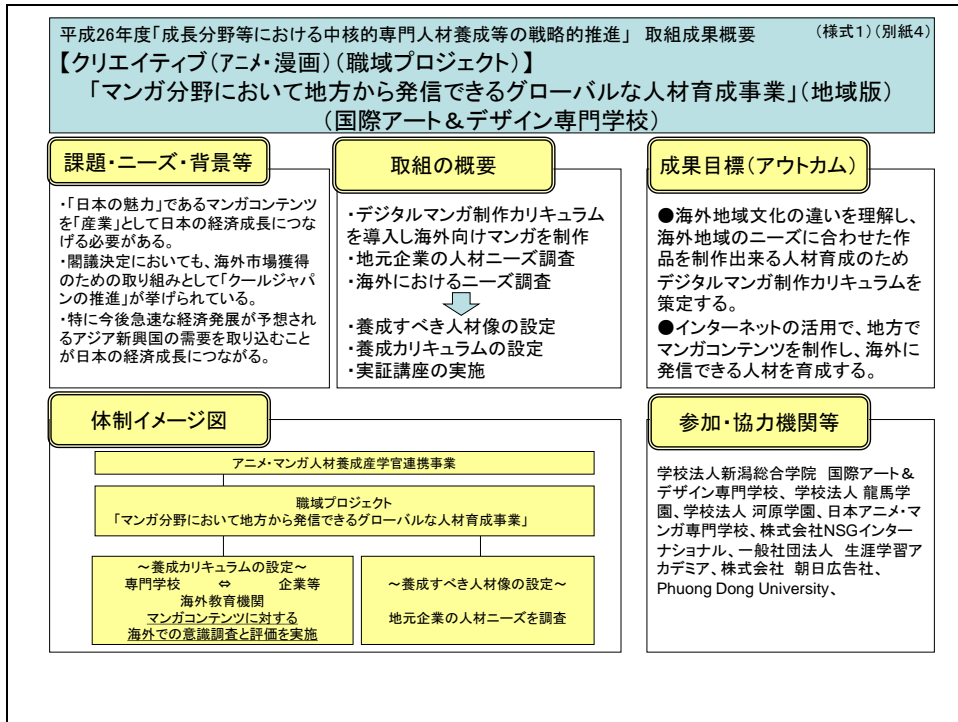 平成26年度「成長分野等における中核的専門人材養成等の戦略的推進」 取組成果概要
(様式1)(別紙4)
【クリエイティブ(アニメ・漫画)(職域プロジェクト)】
「マンガ分野において地方から発信できるグローバルな人材育成事業」(地域版)
(国際アート&デザイン専門学校)
課題・ニーズ・背景等
・「日本の魅力」であるマンガコンテンツ
を「産業」として日本の経済成長につな
げる必要がある。
・閣議決定においても、海外市場獲得
のための取り組みとして「クールジャパ
ンの推進」が挙げられている。
・特に今後急速な経済発展が予想され
るアジア新興国の需要を取り込むこと
が日本の経済成長につながる。
取組の概要
・デジタルマンガ制作カリキュラム
を導入し海外向けマンガを制作
・地元企業の人材ニーズ調査
・海外におけるニーズ調査
・養成すべき人材像の設定
・養成カリキュラムの設定
・実証講座の実施
成果目標(アウトカム)
●海外地域文化の違いを理解し、
海外地域のニーズに合わせた作
品を制作出来る人材育成のため
デジタルマンガ制作カリキュラムを
策定する。
●インターネットの活用で、地方で
マンガコンテンツを制作し、海外に
発信できる人材を育成する。
体制イメージ図
アニメ・マンガ人材養成産学官連携事業
職域プロジェクト
「マンガ分野において地方から発信できるグローバルな人材育成事業」
~養成カリキュラムの設定~
専門学校 ⇔ 企業等
海外教育機関
マンガコンテンツに対する
海外での意識調査と評価を実施
~養成すべき人材像の設定~
地元企業の人材ニーズを調査
参加・協力機関等
学校法人新潟総合学院 国際アート&
デザイン専門学校、学校法人 龍馬学
園、学校法人 河原学園、日本アニメ・マ
ンガ専門学校、株式会社NSGインター
ナショナル、一般社団法人 生涯学習ア
カデミア、株式会社 朝日広告社、
Phuong Dong University、